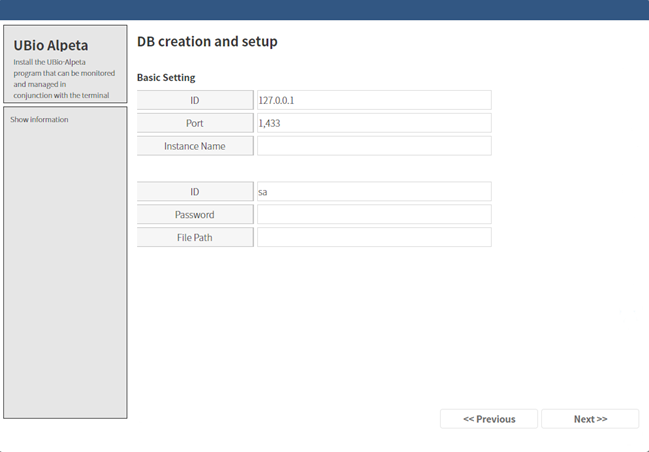 UBio Alpeta
Install the UBio-Alpeta
program that can be monitored
and managed in
conjunction with the terminal
Show information
DB creation and setup
Basic Setting
ID 127.0.0.1
Port 1,433
Instance Name
ID sa
Password
File Path
<< Previous Next >>